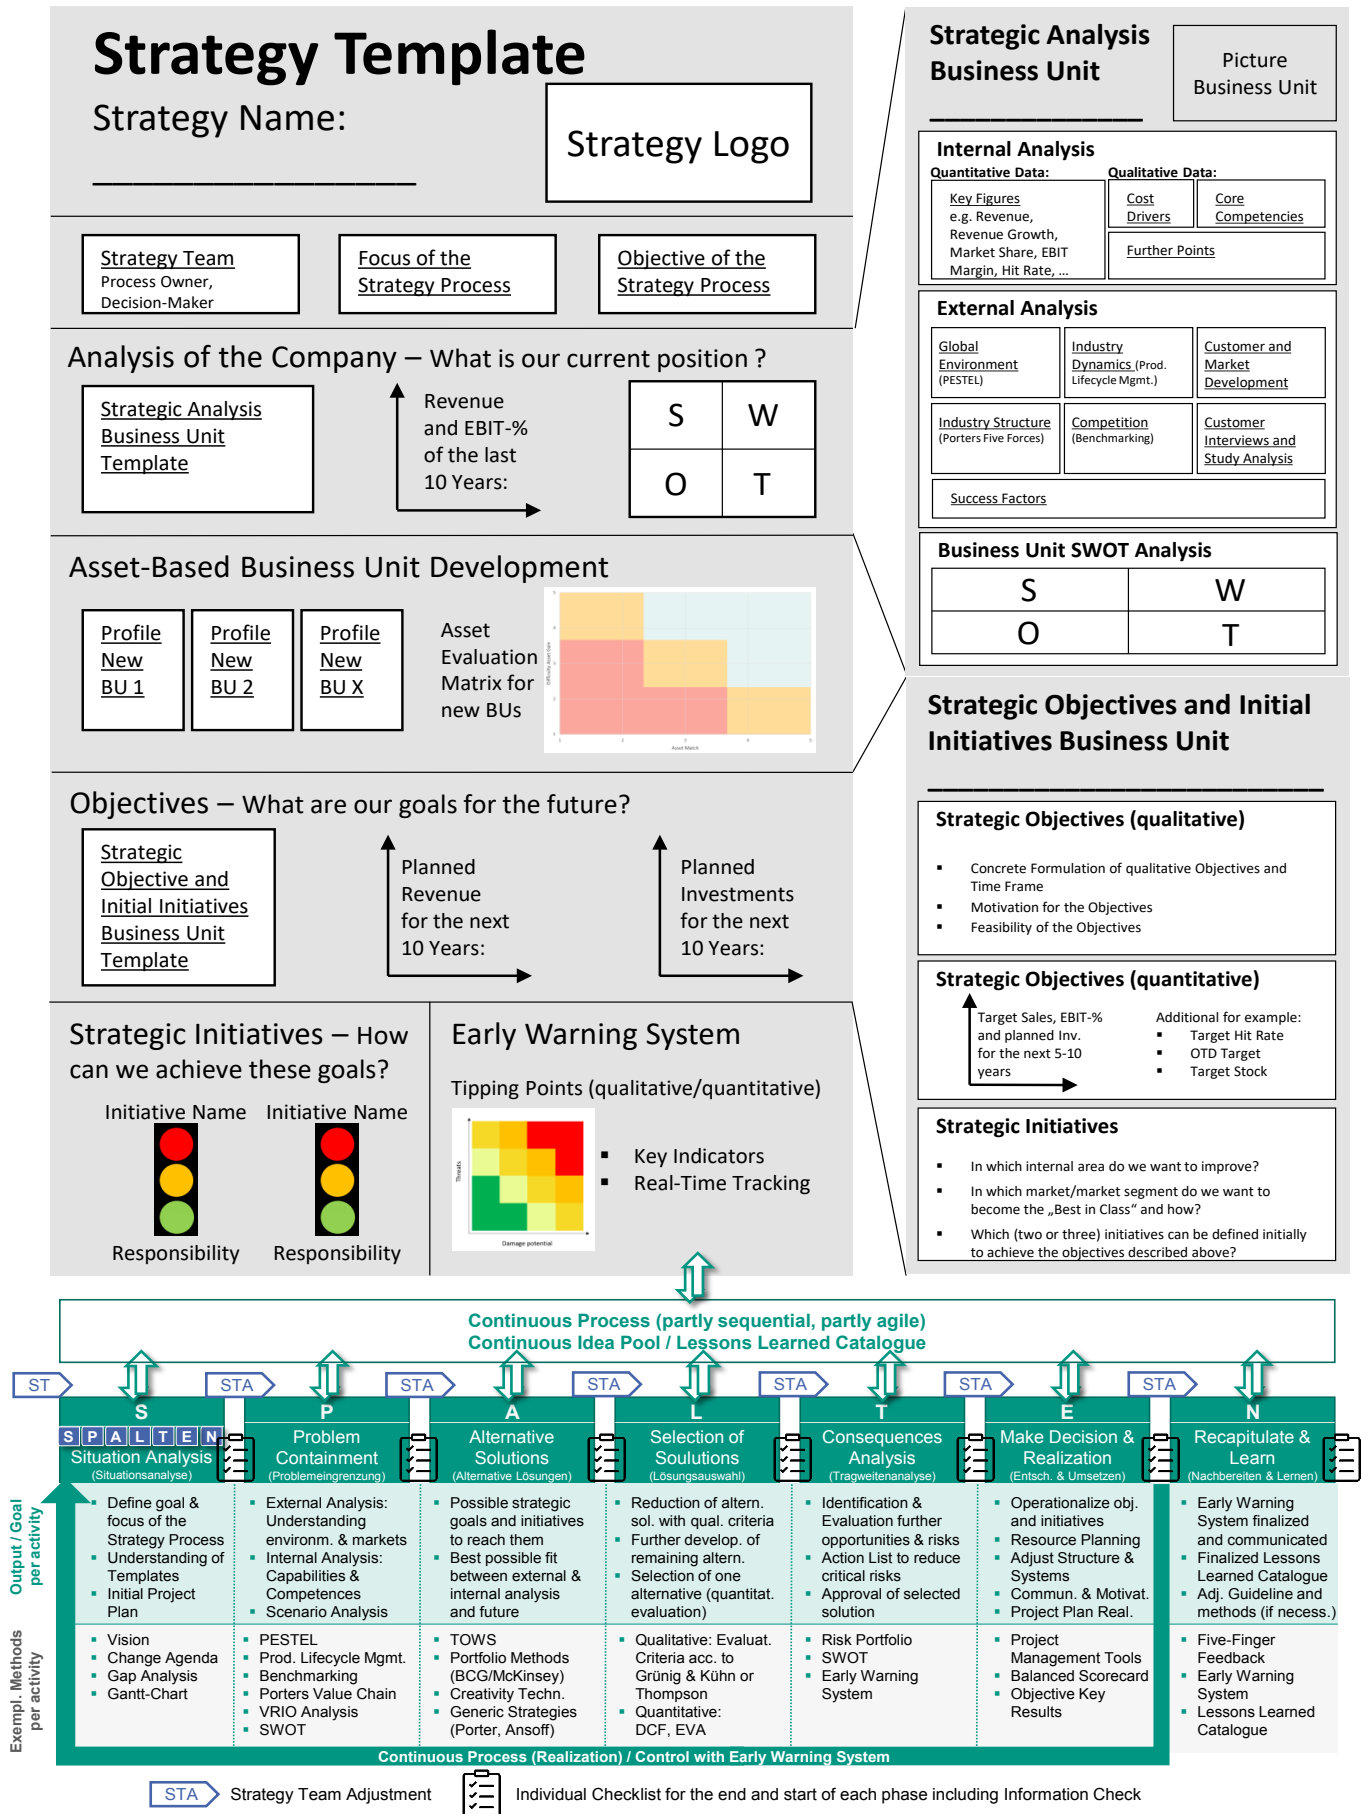 Strategy Template
Strategy Name:
Strategy Logo
Strategy Team
Process Owner,
Decision-Maker
Focus of the
Strategy Process
Objective of the
Strategy Process
Analysis of the Company – What is our current position ?
Strategic Analysis
Business Unit
Template
Revenue
and EBIT-%
of the last
10 Years:
S W
O T
Asset-Based Business Unit Development
Profile
New
BU 1
Profile
New
BU 2
Profile
New
BU X
Asset
Evaluation
Matrix for
new BUs
Difficulty Asset Gain
5
4
3
2
1
1 2 3 4 5
Asset Match
Objectives – What are our goals for the future?
Strategic
Objective and
Initial Initiatives
Business Unit
Template
Planned
Revenue
for the next
10 Years:
Planned
Investments
for the next
10 Years:
Strategic Initiatives – How
can we achieve these goals?
Initiative Name Initiative Name
Responsibility Responsibility
Early Warning System
Tipping Points (qualitative/quantitative)
Threats
Damage potential
▪ Key Indicators
▪ Real-Time Tracking
Strategic Analysis
Business Unit
Picture
Business Unit
Internal Analysis
Quantitative Data:
Key Figures
e.g. Revenue,
Revenue Growth,
Market Share, EBIT
Margin, Hit Rate, ...
Qualitative Data:
Cost
Drivers
Core
Competencies
Further Points
External Analysis
Global
Environment
(PESTEL)
Industry
Dynamics (Prod.
Lifecycle Mgmt.)
Customer and
Market
Development
Industry Structure
(Porters Five Forces)
Competition
(Benchmarking)
Customer
Interviews and
Study Analysis
Success Factors
Business Unit SWOT Analysis
S W
O T
Strategic Objectives and Initial
Initiatives Business Unit
Strategic Objectives (qualitative)
▪ Concrete Formulation of qualitative Objectives and
Time Frame
▪ Motivation for the Objectives
▪ Feasibility of the Objectives
Strategic Objectives (quantitative)
Target Sales, EBIT-%
and planned Inv.
for the next 5-10
years
Additional for example:
▪ Target Hit Rate
▪ OTD Target
▪ Target Stock
Strategic Initiatives
▪ In which internal area do we want to improve?
▪ In which market/market segment do we want to
become the „Best in Class“ and how?
▪ Which (two or three) initiatives can be defined initially
to achieve the objectives described above?
Continuous Process (partly sequential, partly agile)
Continuous Idea Pool / Lessons Learned Catalogue
ST STA STA STA STA STA STA
S
S P A L T E N
Situation Analysis
(Situationsanalyse)
P
Problem
Containment
(Problemeingrenzung)
A
Alternative
Solutions
(Alternative Lösungen)
L
Selection of
Soulutions
(Lösungsauswahl)
T
Consequences
Analysis
(Tragweitenanalyse)
E
Make Decision &
Realization
(Entsch. & Umsetzen)
N
Recapitulate &
Learn
(Nachbereiten & Lernen)
Output / Goal
per activity
▪ Define goal &
focus of the
Strategy Process
▪ Understanding of
Templates
▪ Initial Project
Plan
▪ External Analysis:
Understanding
environm. & markets
▪ Internal Analysis:
Capabilities &
Competences
▪ Scenario Analysis
▪ Possible strategic
goals and initiatives
to reach them
▪ Best possible fit
between external &
internal analysis
and future
▪ Reduction of altern.
sol. with qual. criteria
▪ Further develop. of
remaining altern.
▪ Selection of one
alternative (quantitat.
evaluation)
▪ Identification &
Evaluation further
opportunities & risks
▪ Action List to reduce
critical risks
▪ Approval of selected
solution
▪ Operationalize obj.
and initiatives
▪ Resource Planning
▪ Adjust Structure &
Systems
▪ Commun. & Motivat.
▪ Project Plan Real.
▪ Early Warning
System finalized
and communicated
▪ Finalized Lessons
Learned Catalogue
▪ Adj. Guideline and
methods (if necess.)
Exempl. Methods
per activity
▪ Vision
▪ Change Agenda
▪ Gap Analysis
▪ Gantt-Chart
▪ PESTEL
▪ Prod. Lifecycle Mgmt.
▪ Benchmarking
▪ Porters Value Chain
▪ VRIO Analysis
▪ SWOT
▪ TOWS
▪ Portfolio Methods
(BCG/McKinsey)
▪ Creativity Techn.
▪ Generic Strategies
(Porter, Ansoff)
▪ Qualitative: Evaluat.
Criteria acc. to
Grünig & Kühn or
Thompson
▪ Quantitative:
DCF, EVA
▪ Risk Portfolio
▪ SWOT
▪ Early Warning
System
▪ Project
Management Tools
▪ Balanced Scorecard
▪ Objective Key
Results
▪ Five-Finger
Feedback
▪ Early Warning
System
▪ Lessons Learned
Catalogue
Continuous Process (Realization) / Control with Early Warning System
STA Strategy Team Adjustment
Individual Checklist for the end and start of each phase including Information Check